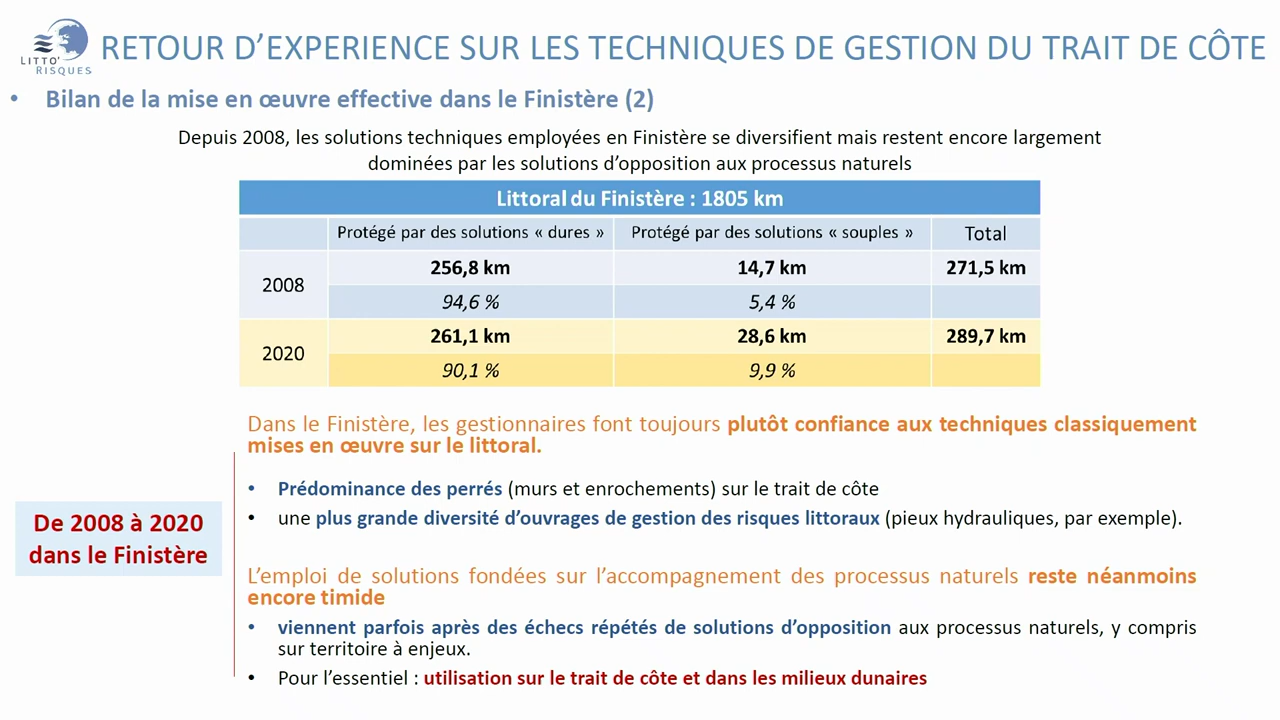 LITTO'
RISQUES
RETOUR D'EXPERIENCE SUR LES TECHNIQUES DE GESTION DU TRAIT DE CÔTE
• Bilan de la mise en œuvre effective dans le Finistère (2)
Depuis 2008, les solutions techniques employées en Finistère se diversifient mais restent encore largement
dominées par les solutions d'opposition aux processus naturels
Littoral du Finistère : 1805 km
Protégé par des solutions « dures » Protégé par des solutions « souples » Total
2008
256,8 km 14,7 km 271,5 km
94,6 % 5,4 %
2020
261,1 km 28,6 km 289,7 km
90,1 % 9,9 %
De 2008 à 2020
dans le Finistère
Dans le Finistère, les gestionnaires font toujours plutôt confiance aux techniques classiquement
mises en œuvre sur le littoral.
• Prédominance des perrés (murs et enrochements) sur le trait de côte
• une plus grande diversité d'ouvrages de gestion des risques littoraux (pieux hydrauliques, par exemple).
L'emploi de solutions fondées sur l'accompagnement des processus naturels reste néanmoins
encore timide
• viennent parfois après des échecs répétés de solutions d'opposition aux processus naturels, y compris
sur territoire à enjeux.
• Pour l'essentiel : utilisation sur le trait de côte et dans les milieux dunaires